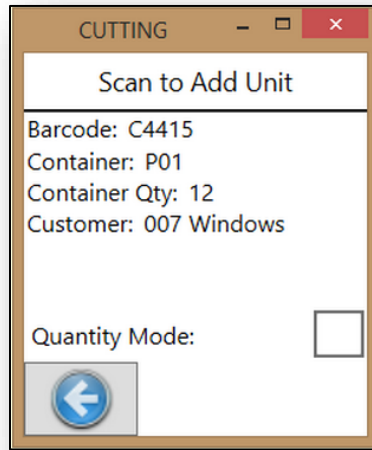 CUTTING
Scan to Add Unit
Barcode: C4415
Container: P01
Container Qty: 12
Customer: 007 Windows
Quantity Mode: